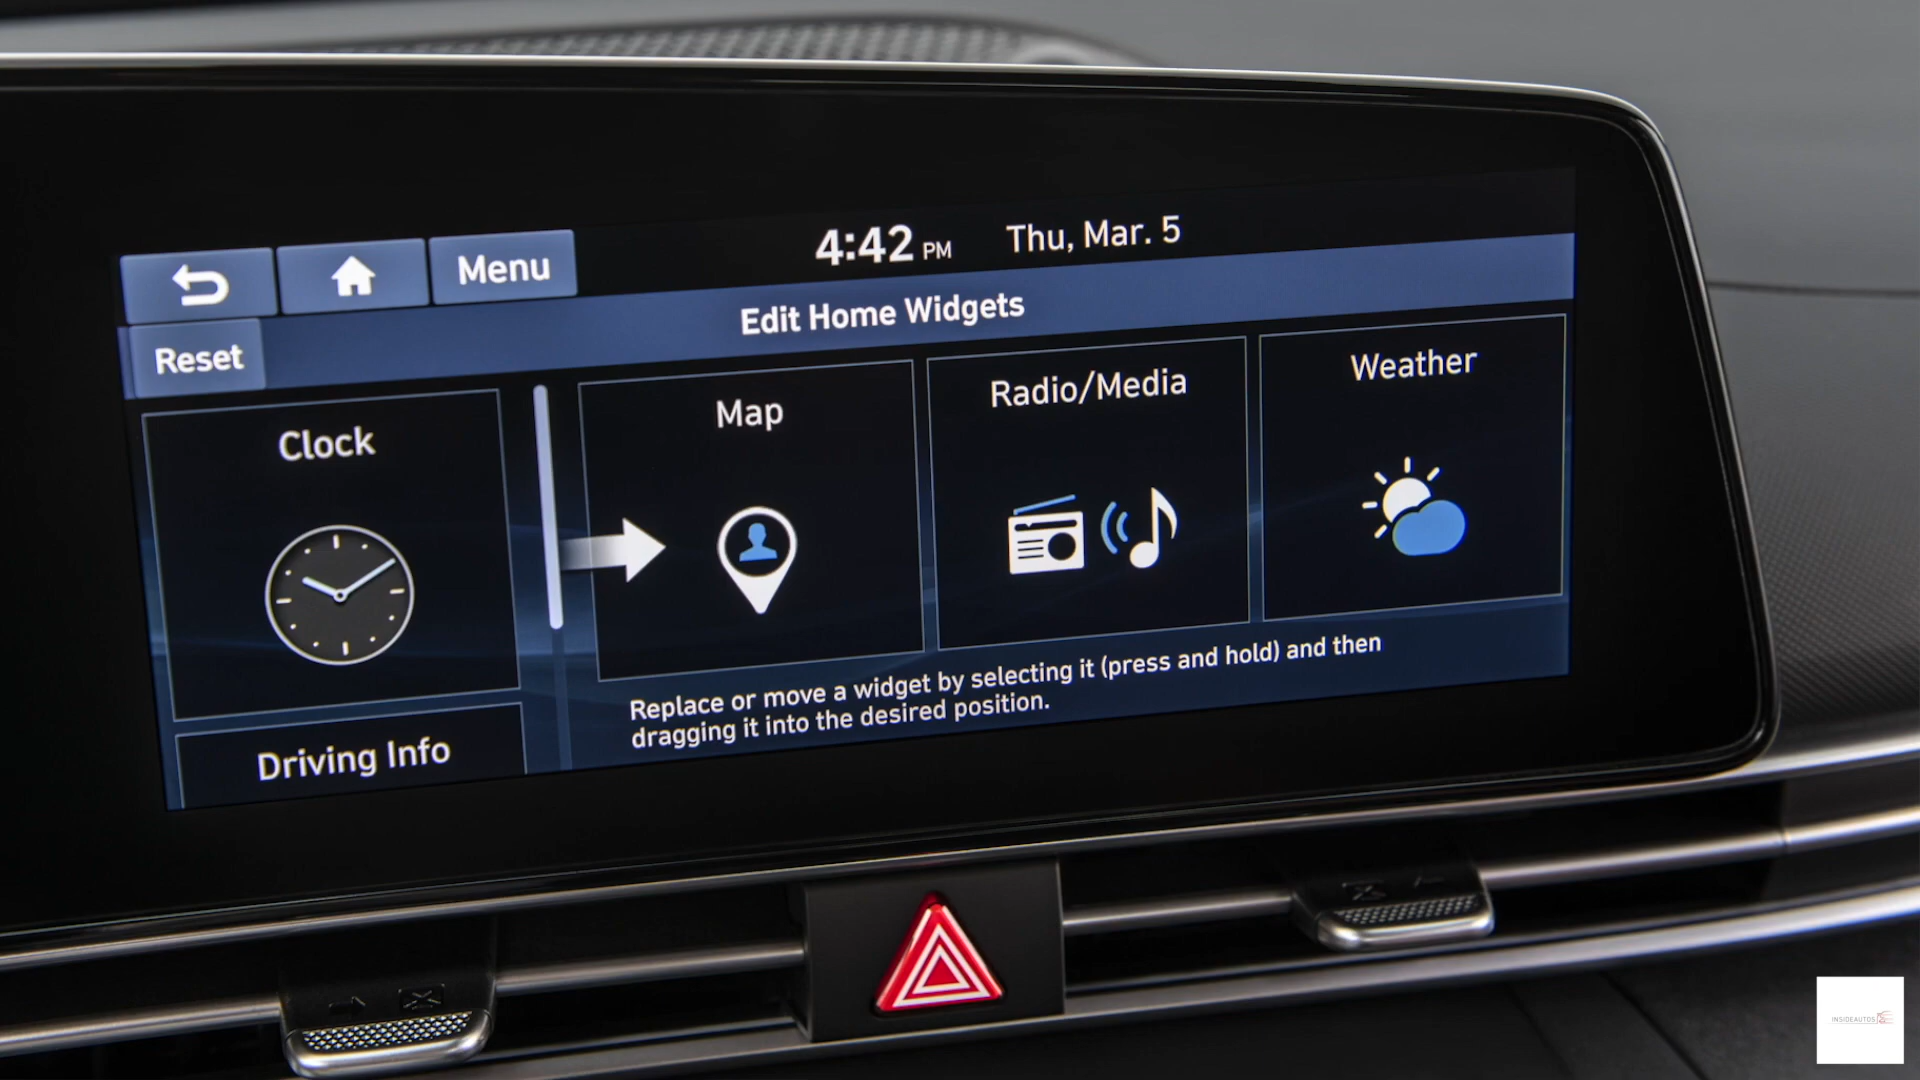 4:42 PM Thu, Mar. 5
Menu
Edit Home Widgets
Reset
Clock
Map
Radio/Media
Weather
Replace or move a widget by selecting it (press and hold) and then
dragging it into the desired position.
Driving Info
INSIDEAUTOS